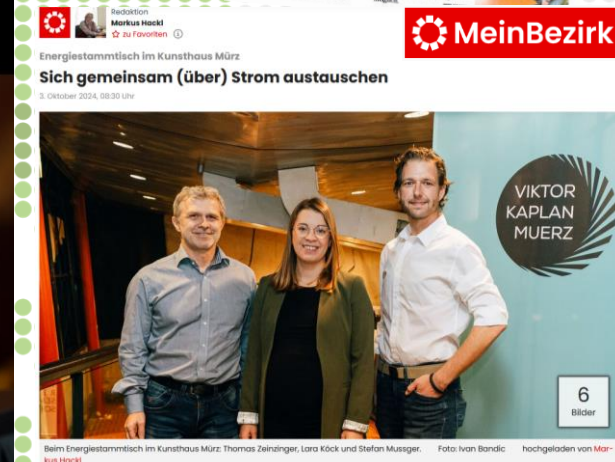 Redaktion
Markus Hackl
zu Favoriten
MeinBezirk
Energiestammtisch im Kunsthaus Mürz
Sich gemeinsam (über) Strom austauschen
3. Oktober 2024, 08:30 Uhr
VIKTOR
KAPLAN
MUERZ
6
Bilder
Beim Energiestammtisch im Kunsthaus Mürz: Thomas Zeinzinger, Lara Köck und Stefan Mussger. Foto: Ivan Bandic hochgeladen von Mar-
kus Hackl